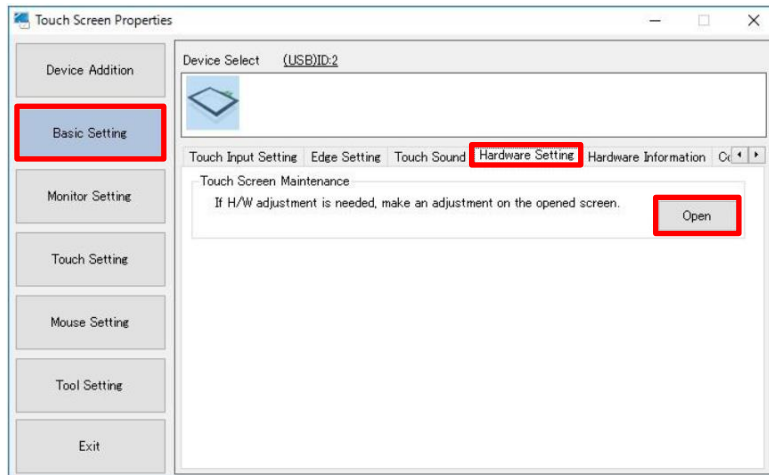 Touch Screen Properties
Device Addition
Basic Setting
Monitor Setting
Touch Setting
Mouse Setting
Tool Setting
Exit
Device Select (USB)ID:2
Touch Input Setting Edge Setting Touch Sound Hardware Setting Hardware Information
Touch Screen Maintenance
If H/W adjustment is needed, make an adjustment on the opened screen.
Open